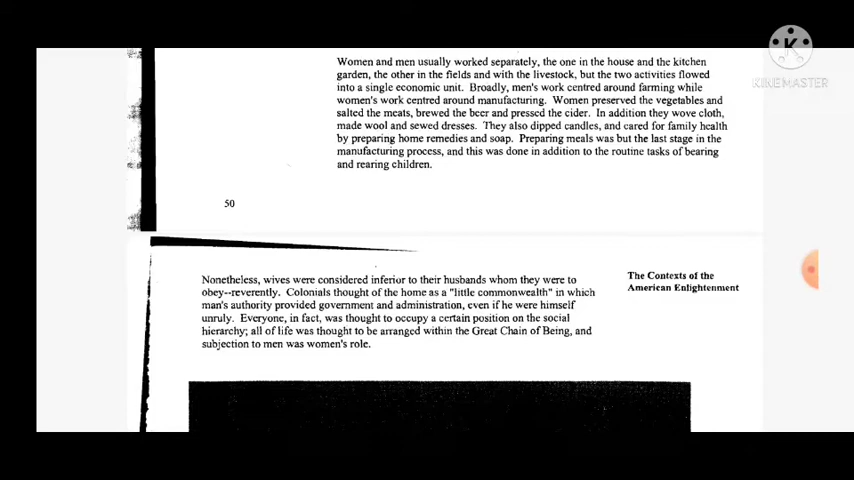 KINEMASTER
Women and men usually worked separately, the one in the house and the kitchen
garden, the other in the fields and with the livestock, but the two activities flowed
into a single economic unit. Broadly, men's work centred around farming while
women's work centred around manufacturing. Women preserved the vegetables and
salted the meats, brewed the beer and pressed the cider. In addition they wove cloth,
made wool and sewed dresses. They also dipped candles, and cared for family health
by preparing home remedies and soap. Preparing meals was but the last stage in the
manufacturing process, and this was done in addition to the routine tasks of bearing
and rearing children.
50
Nonetheless, wives were considered inferior to their husbands whom they were to
obey--reverently. Colonials thought of the home as a "little commonwealth" in which
man's authority provided government and administration, even if he were himself
unruly. Everyone, in fact, was thought to occupy a certain position on the social
hierarchy; all of life was thought to be arranged within the Great Chain of Being, and
subjection to men was women's role.
The Contexts of the
American Enlightenment